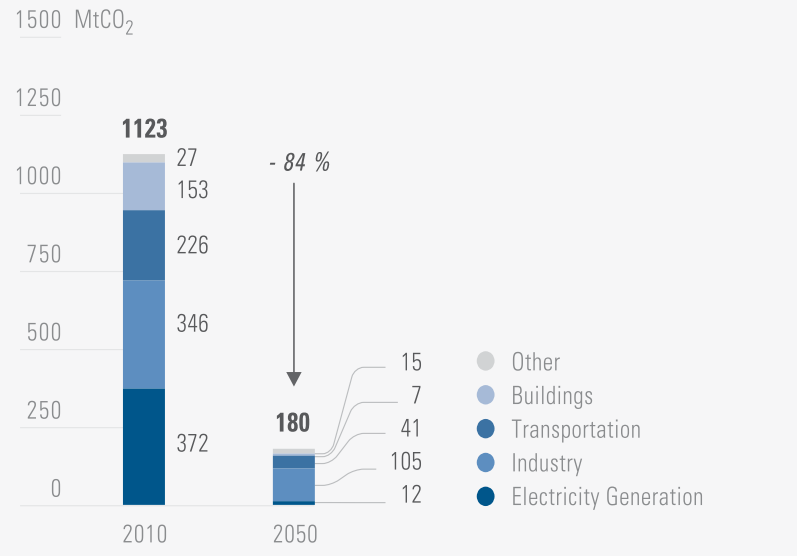 1500 MtCO₂
1250
1123
27
- 84 %
1000
153
226
750
346
500
15
Other
7
Buildings
180
41
Transportation
250
372
105
Industry
0
12
Electricity Generation
2010
2050